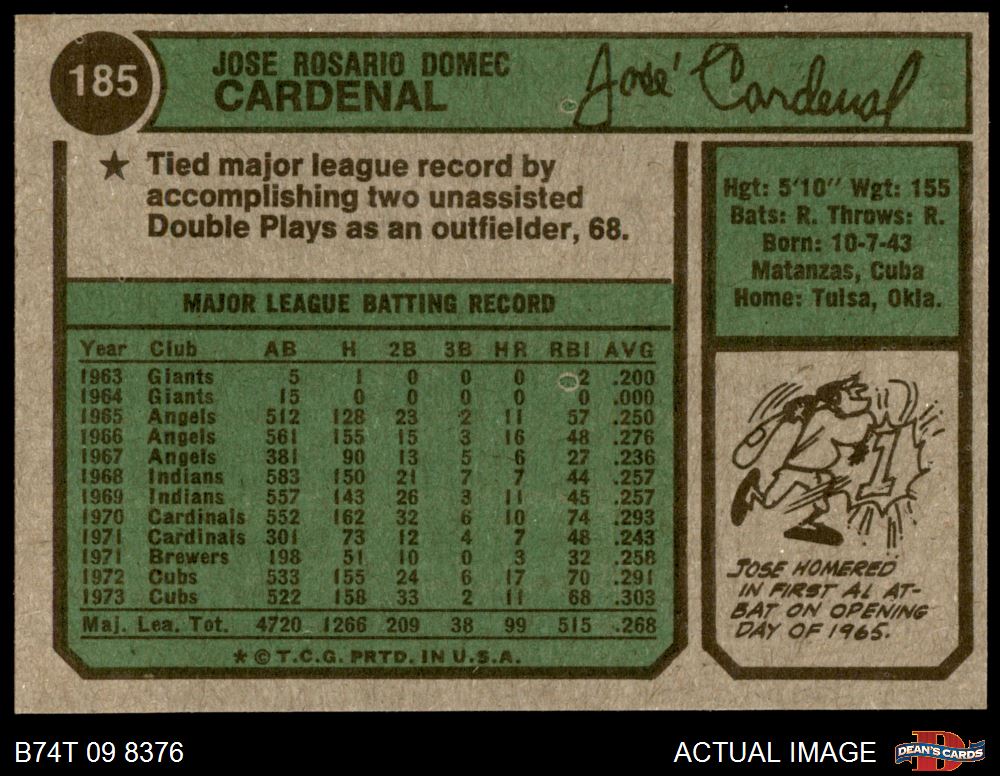 185
JOSE ROSARIO DOMEC
CARDENAL
José Cardenal
★ Tied major league record by
accomplishing two unassisted
Double Plays as an outfielder, 68.
Hgt: 5'10" Wgt: 155
Bats: R. Throws: R.
Born: 10-7-43
Matanzas, Cuba
Home: Tulsa, Okla.
MAJOR LEAGUE BATTING RECORD
Year Club AB H 2B 3B HR RBI AVG
1963 Giants 5 1 0 0 0 2 .200
1964 Giants 15 0 0 0 0 0 .000
1965 Angels 512 128 23 2 11 57 .250
1966 Angels 561 155 15 3 16 48 .276
1967 Angels 381 90 13 5 6 27 .236
1968 Indians 583 150 21 7 7 44 .257
1969 Indians 557 143 26 3 11 45 .257
1970 Cardinals 552 162 32 6 10 74 .293
1971 Cardinals 301 73 12 4 7 48 .243
1971 Brewers 198 51 10 0 3 32 .258
1972 Cubs 533 155 24 6 17 70 .291
1973 Cubs 522 158 33 2 11 68 .303
Maj. Lea. Tot. 4720 1266 209 38 99 515 .268
★ © T.C.G. PRTD. IN U.S.A.
1
JOSE HOMERED
IN FIRST AL AT-
BAT ON OPENING
DAY OF 1965.
B74T 09 8376
ACTUAL IMAGE
DEAN'S CARDS